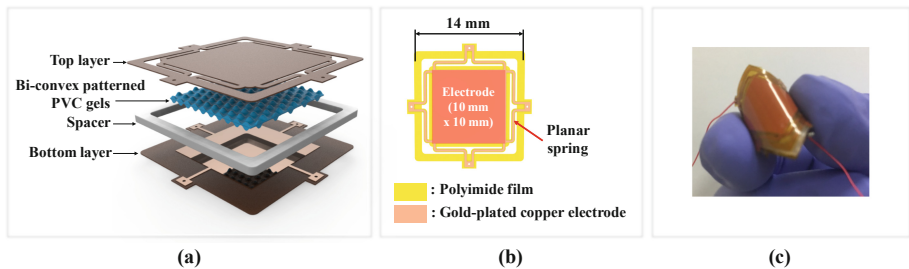 Top layer
Bi-convex patterned
PVC gels
Spacer
Bottom layer
(a)
14 mm
Electrode
(10 mm
x 10 mm)
Planar
spring
: Polyimide film
: Gold-plated copper electrode
(b)
(c)